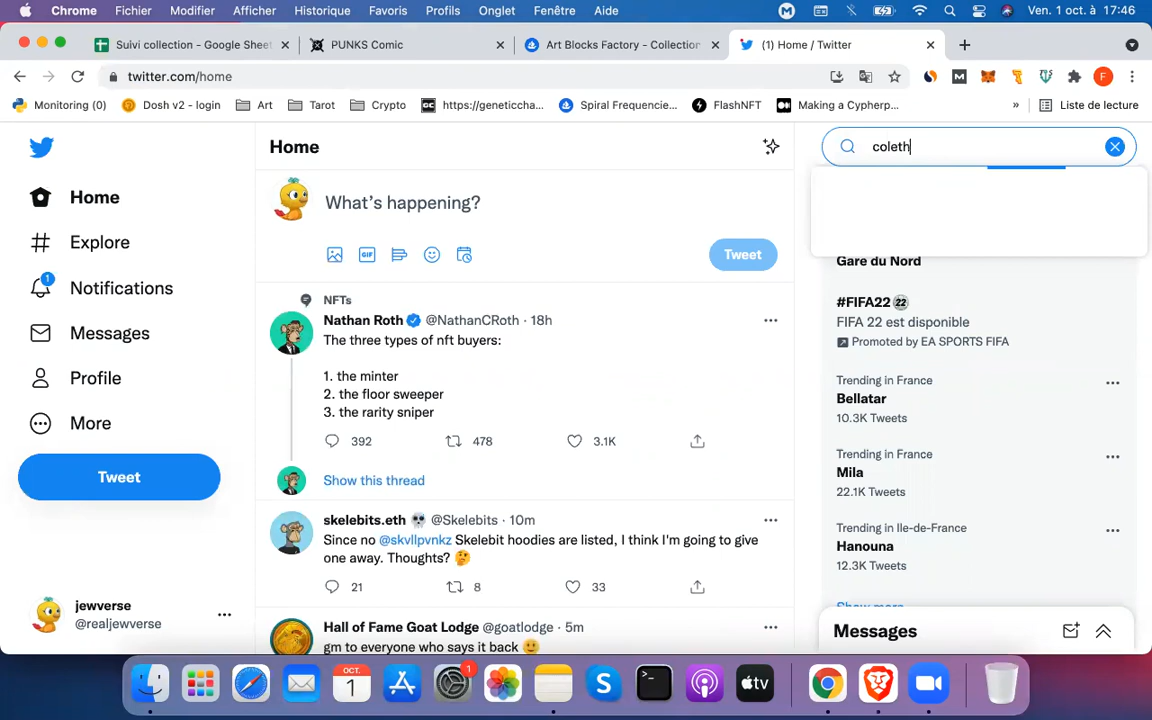 Chrome Fichier Modifier Afficher Historique Favoris Profils Onglet Fenêtre Aide Ven. 1 oct. à 17:46
Suivi collection - Google Sheet PUNKS Comic Art Blocks Factory - Collection (1) Home / Twitter
twitter.com/home
Monitoring (0) Dosh v2 - login Art Tarot Crypto https://geneticcha... Spiral Frequencie... FlashNFT Making a Cypherp... » Liste de lecture
Home
coleth
Home
Explore
1
Notifications
Messages
Profile
More
Tweet
jewverse
@realjewverse
What's happening?
GIF
Tweet
NFTs
Nathan Roth @NathanCRoth · 18h
The three types of nft buyers:
1. the minter
2. the floor sweeper
3. the rarity sniper
392 478 3.1K
Show this thread
skelebits.eth @Skelebits · 10m
Since no @skvllpvnkz Skelebit hoodies are listed, I think I'm going to give
one away. Thoughts?
21 8 33
Hall of Fame Goat Lodge @goatlodge · 5m
gm to everyone who says it back
Gare du Nord
#FIFA22 22
FIFA 22 est disponible
Promoted by EA SPORTS FIFA
Trending in France
Bellatar
10.3K Tweets
Trending in France
Mila
22.1K Tweets
Trending in Ile-de-France
Hanouna
12.3K Tweets
Show more
Messages
OCT.
1
1
tv